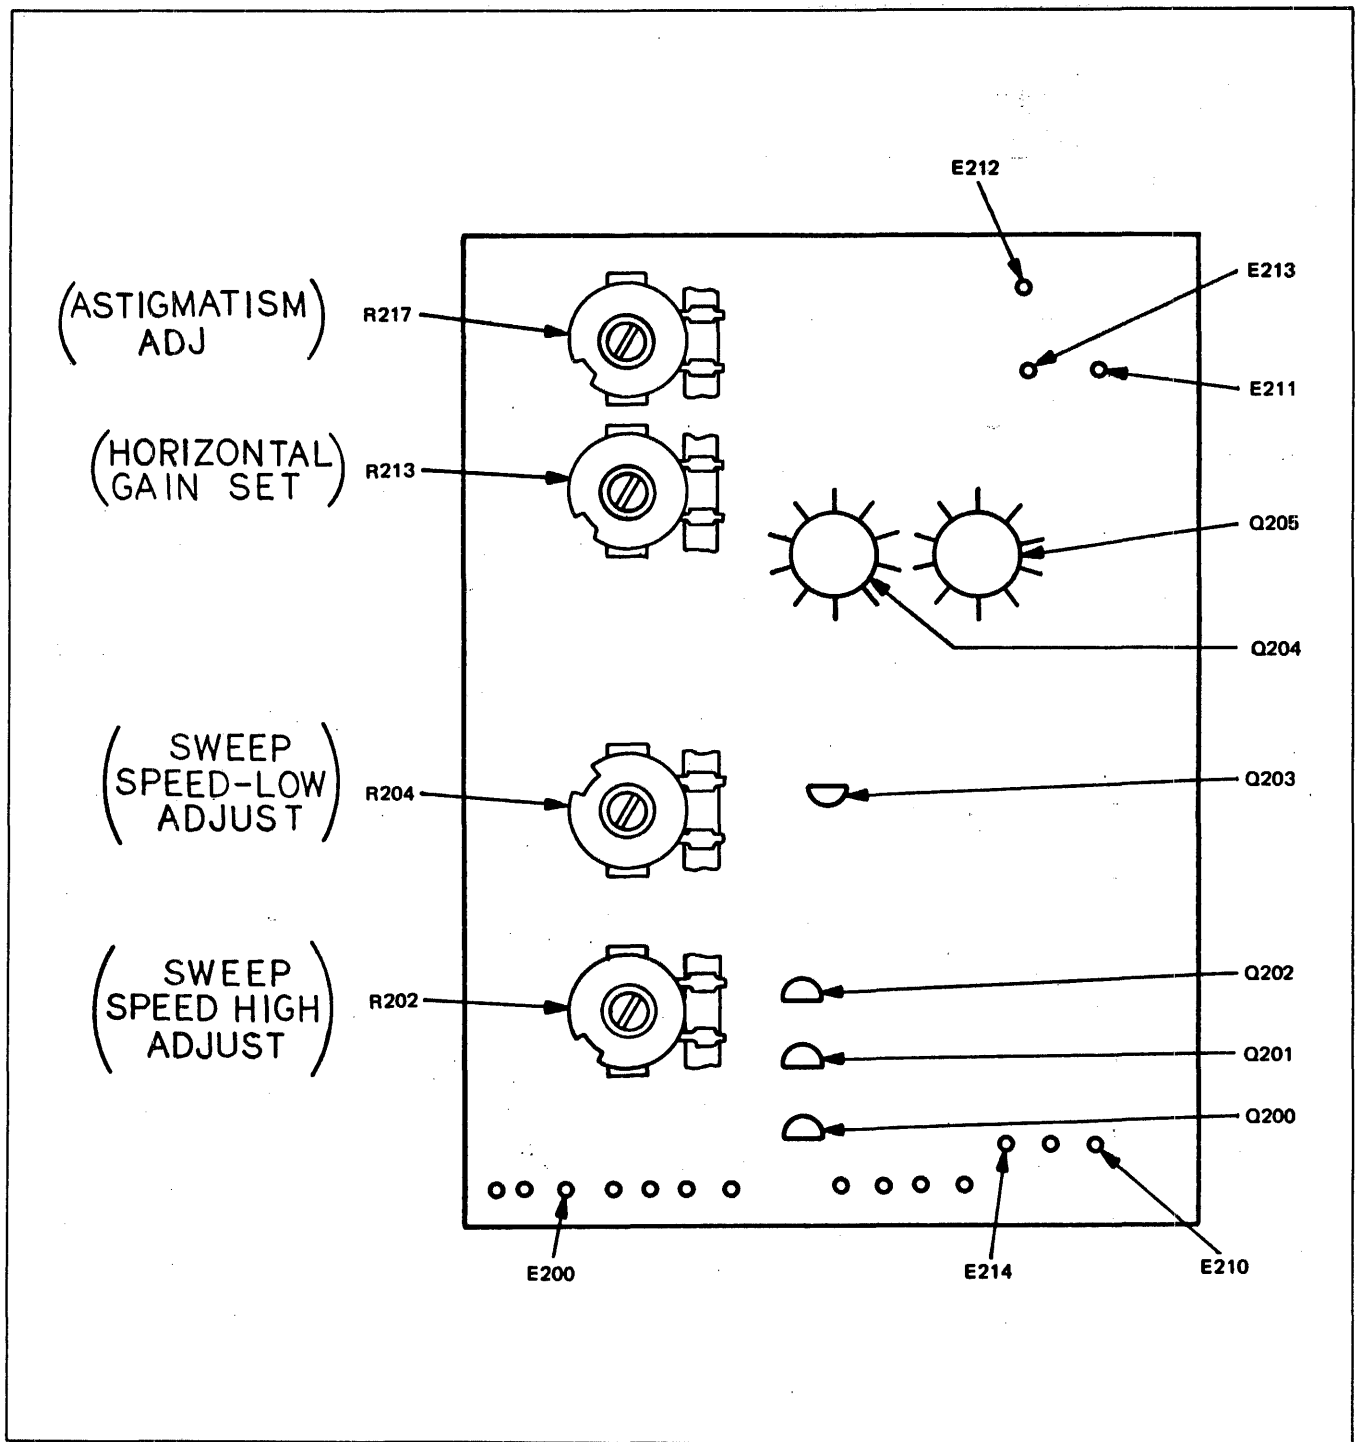 E212
E213
E211
(ASTIGMATISM
ADJ)
R217
(HORIZONTAL
GAIN SET)
R213
Q205
Q204
(SWEEP
SPEED-LOW
ADJUST)
R204
Q203
(SWEEP
SPEED HIGH
ADJUST)
R202
Q202
Q201
Q200
E200
E214
E210